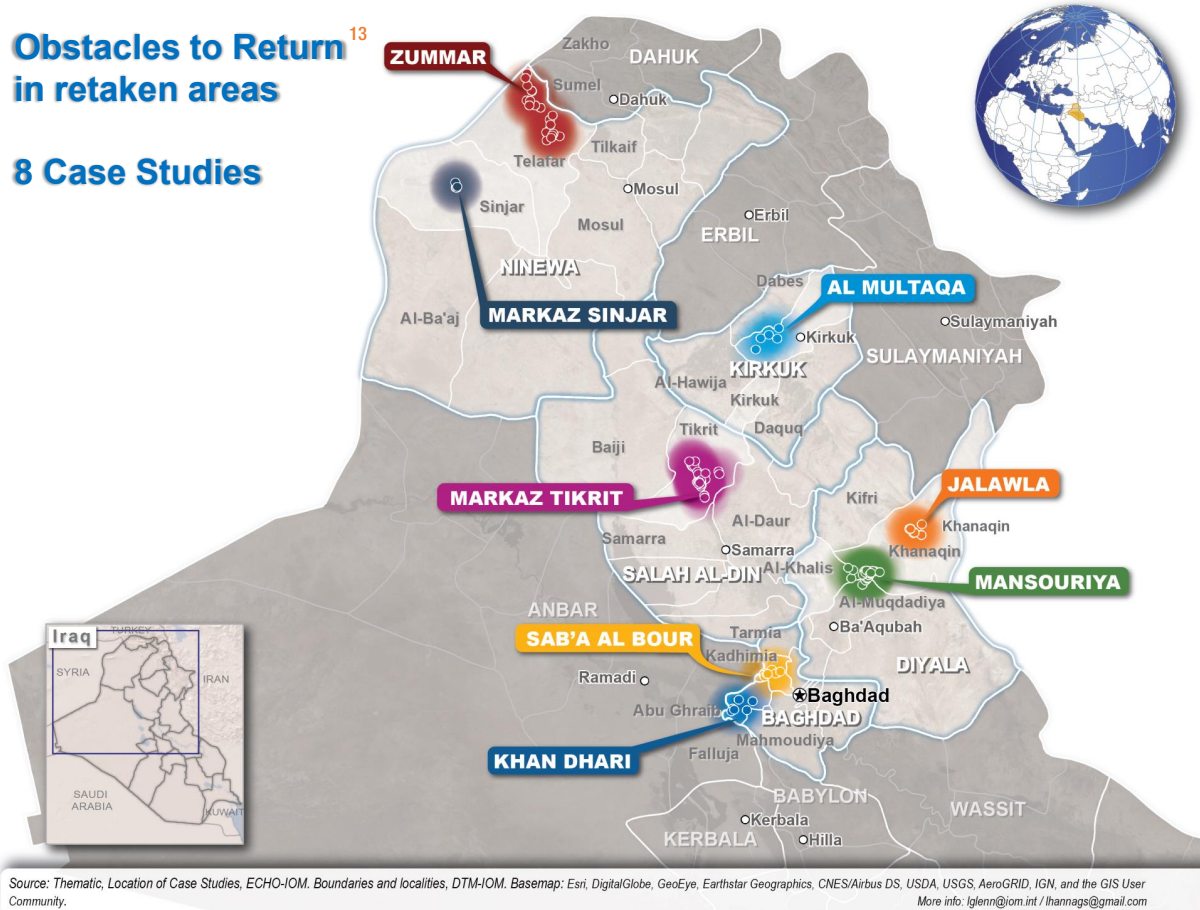 Obstacles to Return 13
in retaken areas
8 Case Studies
ZUMMAR
Zakho
DAHUK
Sumel
Dahuk
Telafar
Tilkaif
Mosul
Sinjar
Mosul
Erbil
ERBIL
NINEWA
Dabes
AL MULTAQA
Al-Ba'aj
MARKAZ SINJAR
Kirkuk
Sulaymaniyah
SULAYMANIYAH
KIRKUK
Al-Hawija
Kirkuk
Tikrit
Daquq
Baiji
MARKAZ TIKRIT
JALAWLA
Kifri
Al-Daur
Khanaqin
Samarra
Samarra
Khanaqin
SALAH AL-DIN
Al-Khalis
MANSOURIYA
ANBAR
Al-Muqdadiya
SAB'A AL BOUR
Tarmia
Ba'Aqubah
Kadhimia
DIYALA
Ramadi
Baghdad
Abu Ghraib
BAGHDAD
Mahmoudiya
KHAN DHARI
Falluja
BABYLON
WASSIT
Kerbala
KERBALA
Hilla
Iraq
TURKEY
SYRIA
IRAN
SAUDI
ARABIA
KUWAIT
Source: Thematic, Location of Case Studies, ECHO-IOM. Boundaries and localities, DTM-IOM. Basemap: Esri, DigitalGlobe, GeoEye, Earthstar Geographics, CNES/Airbus DS, USDA, USGS, AeroGRID, IGN, and the GIS User
Community.
More info: lglenn@iom.int / lhannags@gmail.com